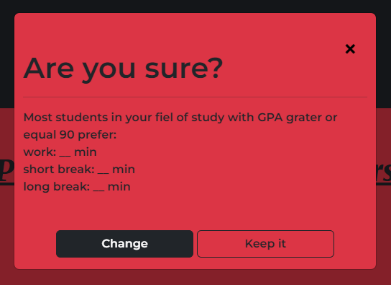 Are you sure?
Most students in your fiel of study with GPA grater or
equal 90 prefer:
work: __ min
short break: __ min
long break: __ min
Change
Keep it